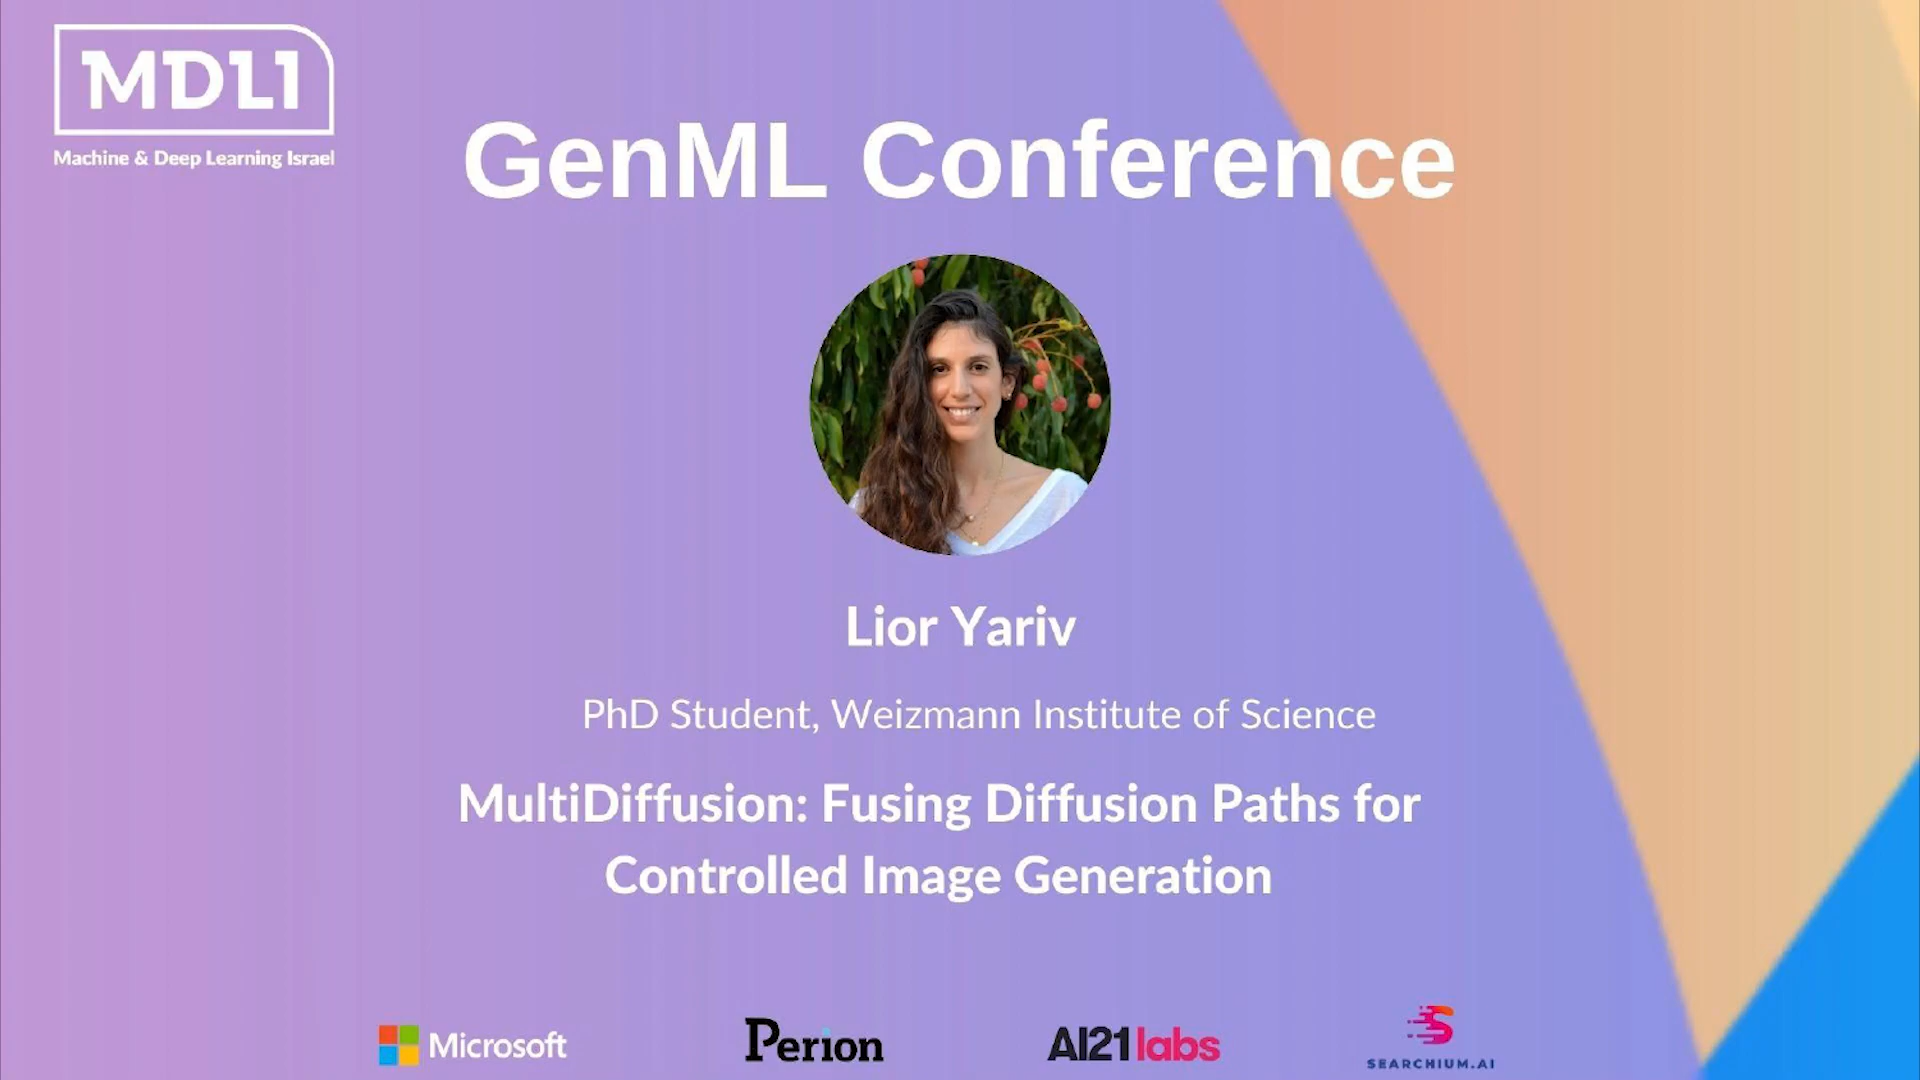 MDLI
Machine & Deep Learning Israel
GenML Conference
Lior Yariv
PhD Student, Weizmann Institute of Science
MultiDiffusion: Fusing Diffusion Paths for
Controlled Image Generation
Microsoft
Perion
AI21labs
SEARCHIUM.AI